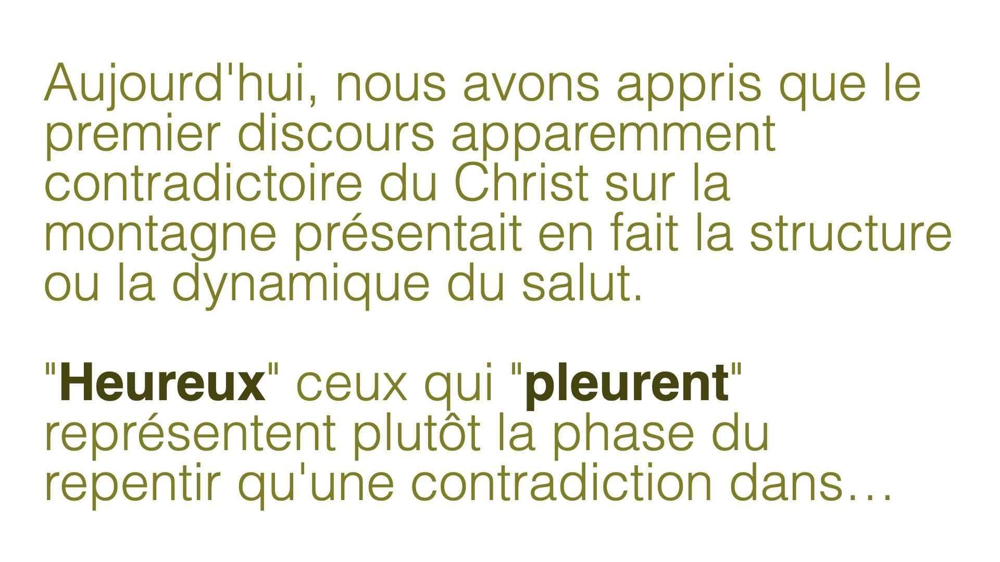 Aujourd'hui, nous avons appris que le
premier discours apparemment
contradictoire du Christ sur la
montagne présentait en fait la structure
ou la dynamique du salut.
"Heureux" ceux qui "pleurent"
représentent plutôt la phase du
repentir qu'une contradiction dans…